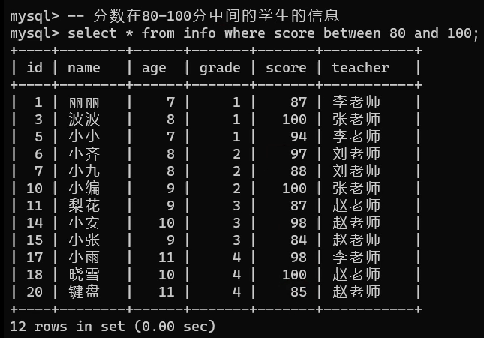 mysql> -- 分数在80-100分中间的学生的信息
mysql> select * from info where score between 80 and 100;
+----+--------+------+-------+-------+-----------+
| id | name   | age  | grade | score | teacher   |
+----+--------+------+-------+-------+-----------+
|  1 | 丽丽   |    7 |     1 |    87 | 李老师    |
|  3 | 波波   |    8 |     1 |   100 | 张老师    |
|  5 | 小小   |    7 |     1 |    94 | 李老师    |
|  6 | 小齐   |    8 |     2 |    97 | 刘老师    |
|  7 | 小九   |    8 |     2 |    88 | 刘老师    |
| 10 | 小编   |    9 |     2 |   100 | 张老师    |
| 11 | 梨花   |    9 |     3 |    87 | 赵老师    |
| 14 | 小安   |   10 |     3 |    98 | 赵老师    |
| 15 | 小张   |    9 |     3 |    84 | 赵老师    |
| 17 | 小雨   |   11 |     4 |    98 | 李老师    |
| 18 | 晓雪   |   10 |     4 |   100 | 赵老师    |
| 20 | 键盘   |   11 |     4 |    85 | 赵老师    |
+----+--------+------+-------+-------+-----------+
12 rows in set (0.00 sec)